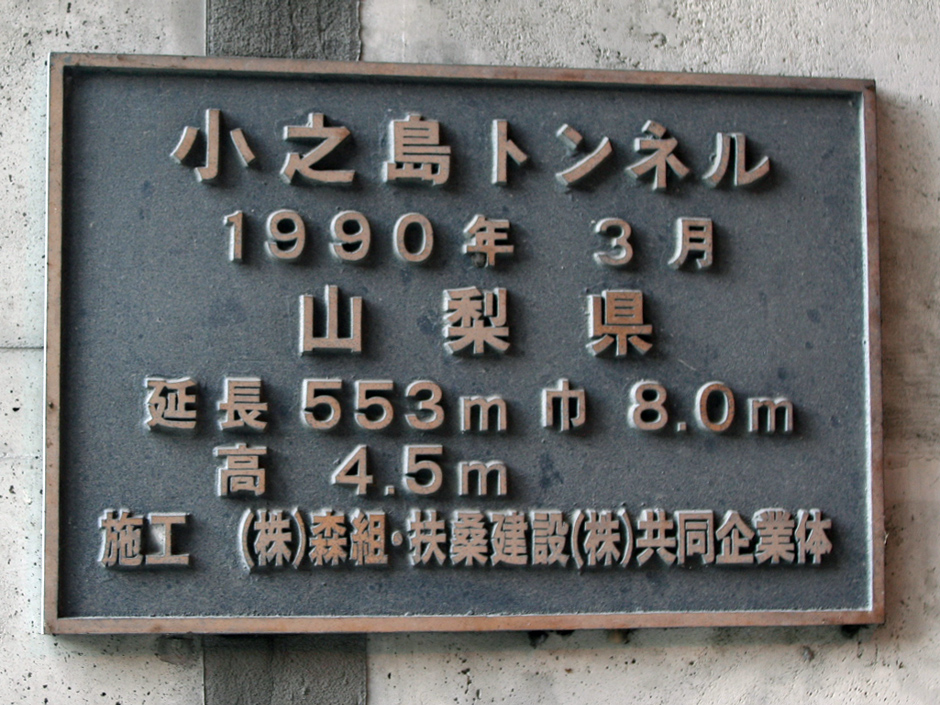 小之島トンネル
1990年 3月
山梨県
延長 553m 巾 8.0m
高 4.5m
施工 (株)森組・扶桑建設(株)共同企業体